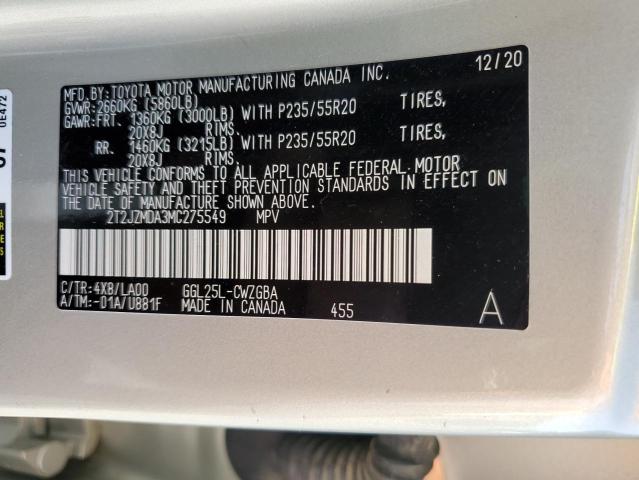 MFD.BY:TOYOTA MOTOR MANUFACTURING CANADA INC. 12/20
GVWR:2660KG (5860LB)
GAWR:FRT. 1360KG (3000LB) WITH P235/55R20 TIRES,
20X8J RIMS.
RR. 1460KG (3215LB) WITH P235/55R20 TIRES,
20X8J RIMS.
THIS VEHICLE CONFORMS TO ALL APPLICABLE FEDERAL MOTOR
VEHICLE SAFETY AND THEFT PREVENTION STANDARDS IN EFFECT ON
THE DATE OF MANUFACTURE SHOWN ABOVE.
2T2JZMDA3MC275549 MPV
C/TR:4X8/LA00 GGL25L-CWZGBA
A/TM:-01A/UB81F MADE IN CANADA 455 A
0E472